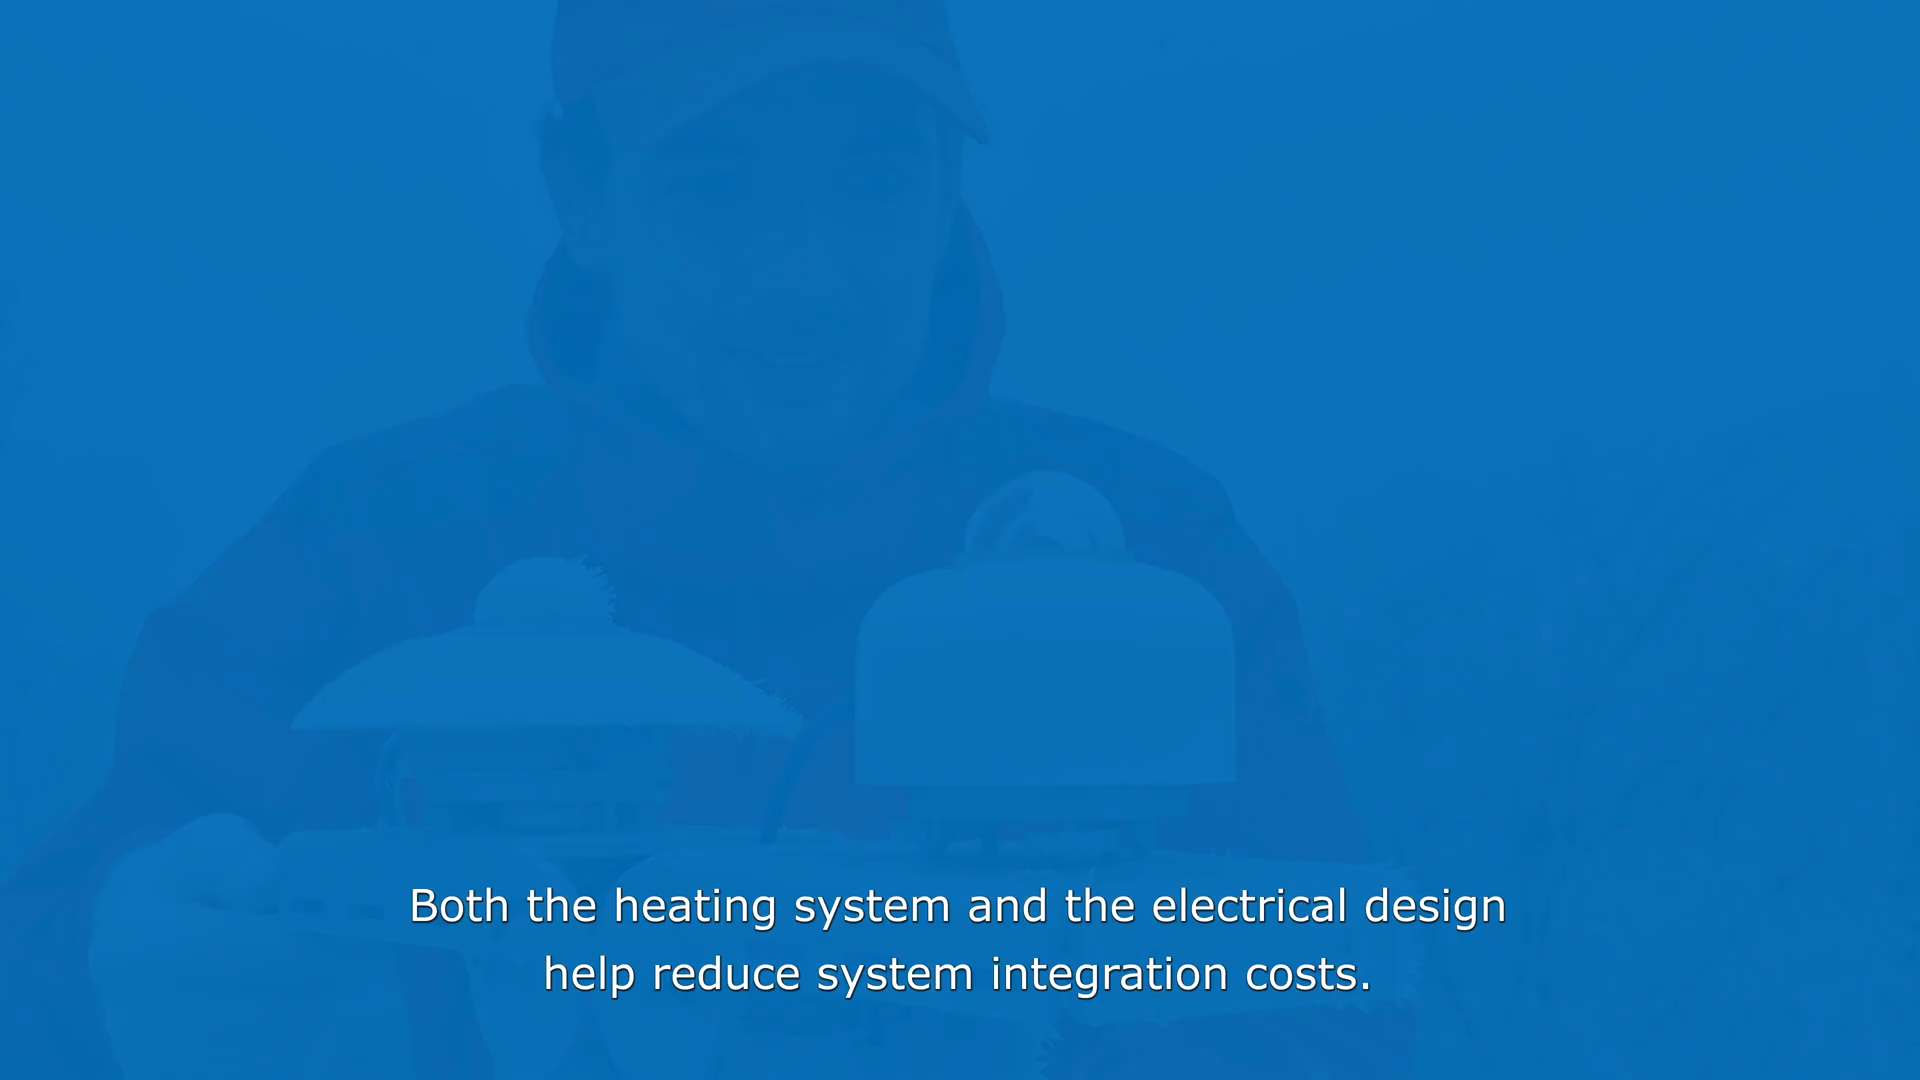 Both the heating system and the electrical design
help reduce system integration costs.